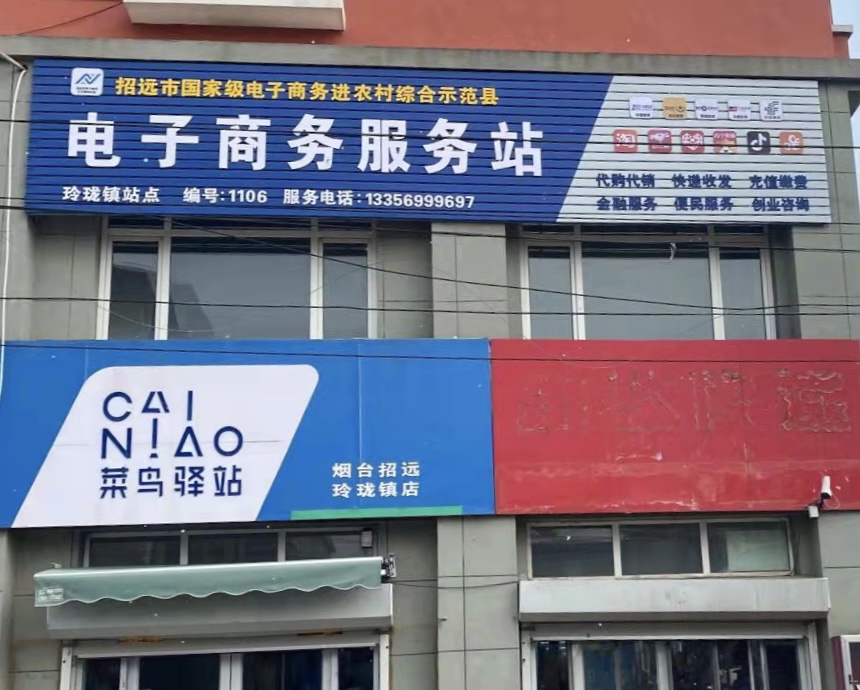 招远市国家级电子商务进农村综合示范县
电子商务服务站
玲珑镇站点 编号:1106 服务电话:13356999697
淘
代购代销 快递收发 充值缴费
金融服务 便民服务 创业咨询
CAI
NIAO
菜鸟驿站
烟台招远
玲珑镇店